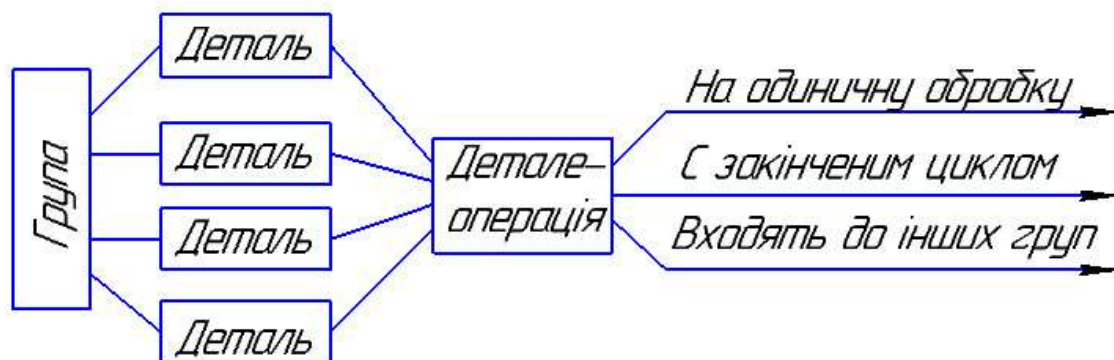 Група
Деталь
Деталь
Деталь
Деталь
Детале-
операція
На одиничну обробку
С закінченим циклом
Входять до інших груп